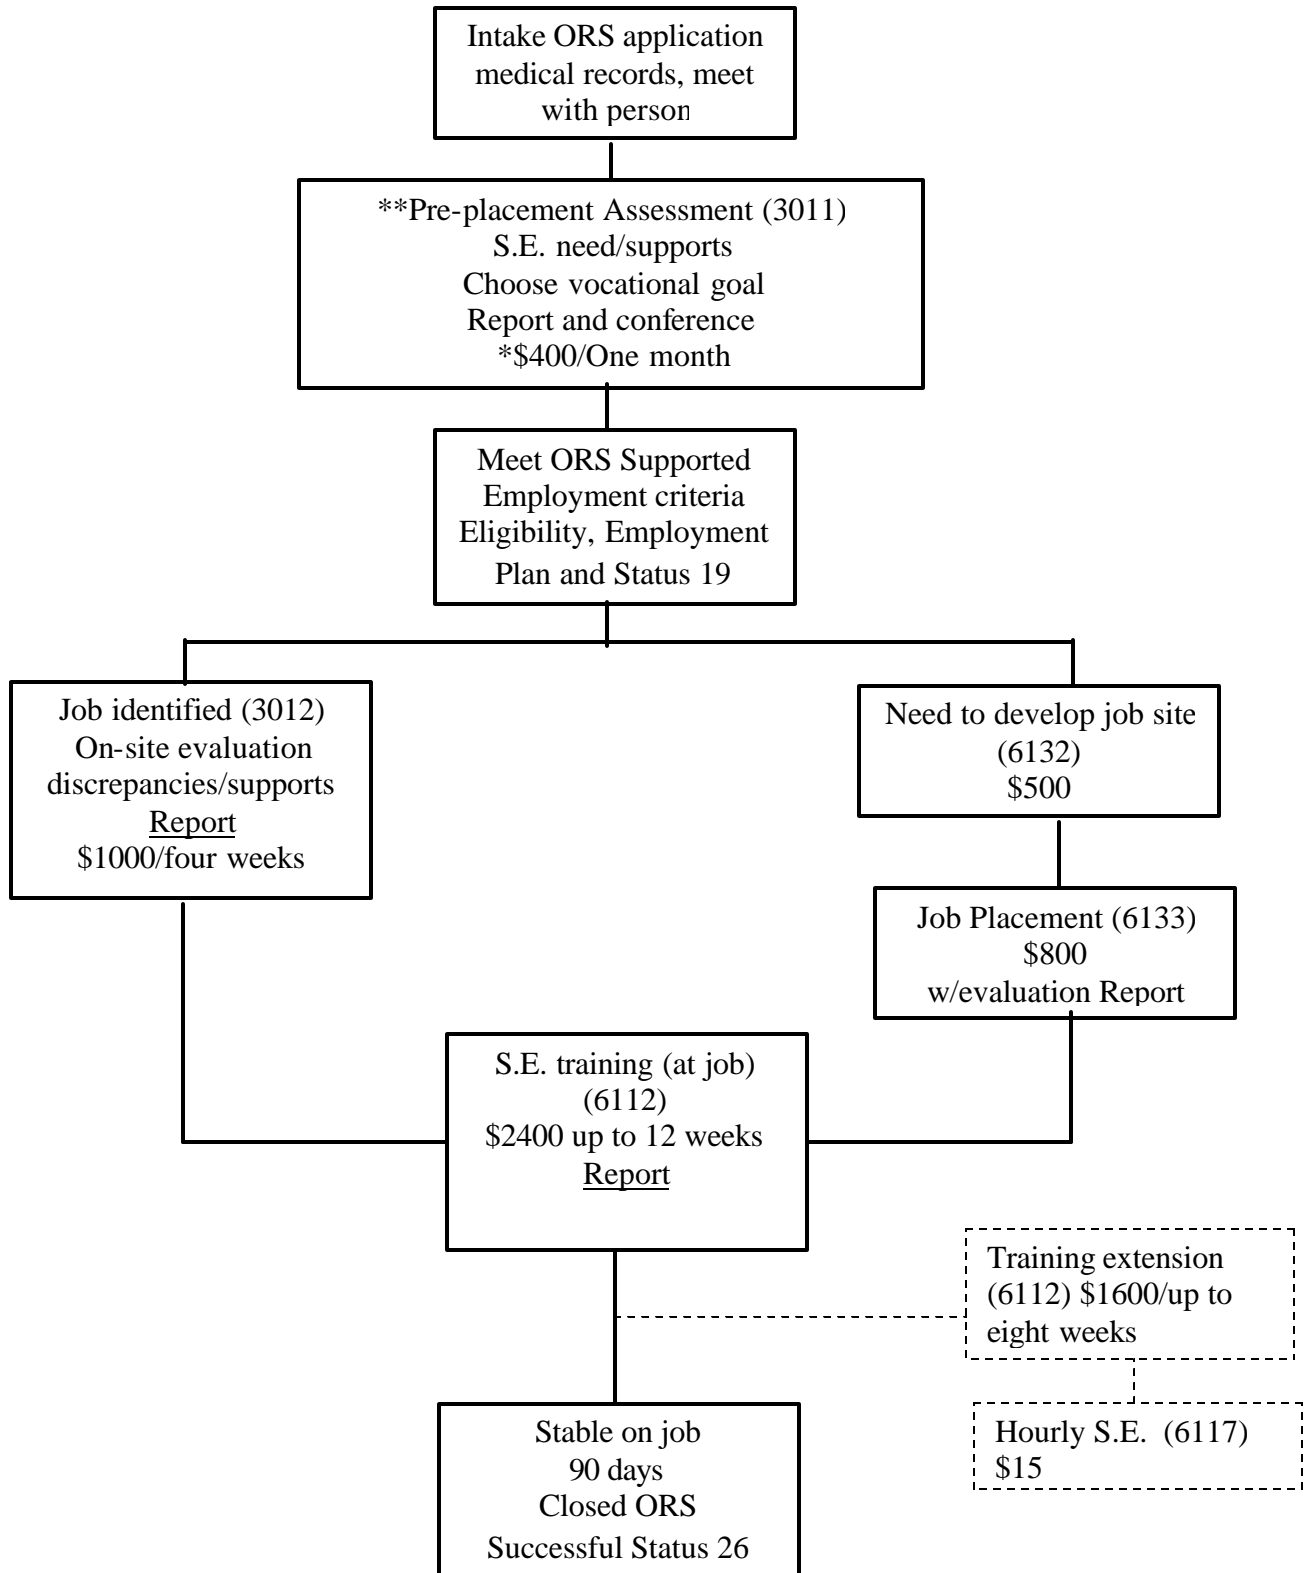 Intake ORS application
medical records, meet
with person
**Pre-placement Assessment (3011)
S.E. need/supports
Choose vocational goal
Report and conference
*$400/One month
Meet ORS Supported
Employment criteria
Eligibility, Employment
Plan and Status 19
Job identified (3012)
On-site evaluation
discrepancies/supports
Report
$1000/four weeks
Need to develop job site
(6132)
$500
Job Placement (6133)
$800
w/evaluation Report
S.E. training (at job)
(6112)
$2400 up to 12 weeks
Report
Training extension
(6112) $1600/up to
eight weeks
Hourly S.E. (6117)
$15
Stable on job
90 days
Closed ORS
Successful Status 26